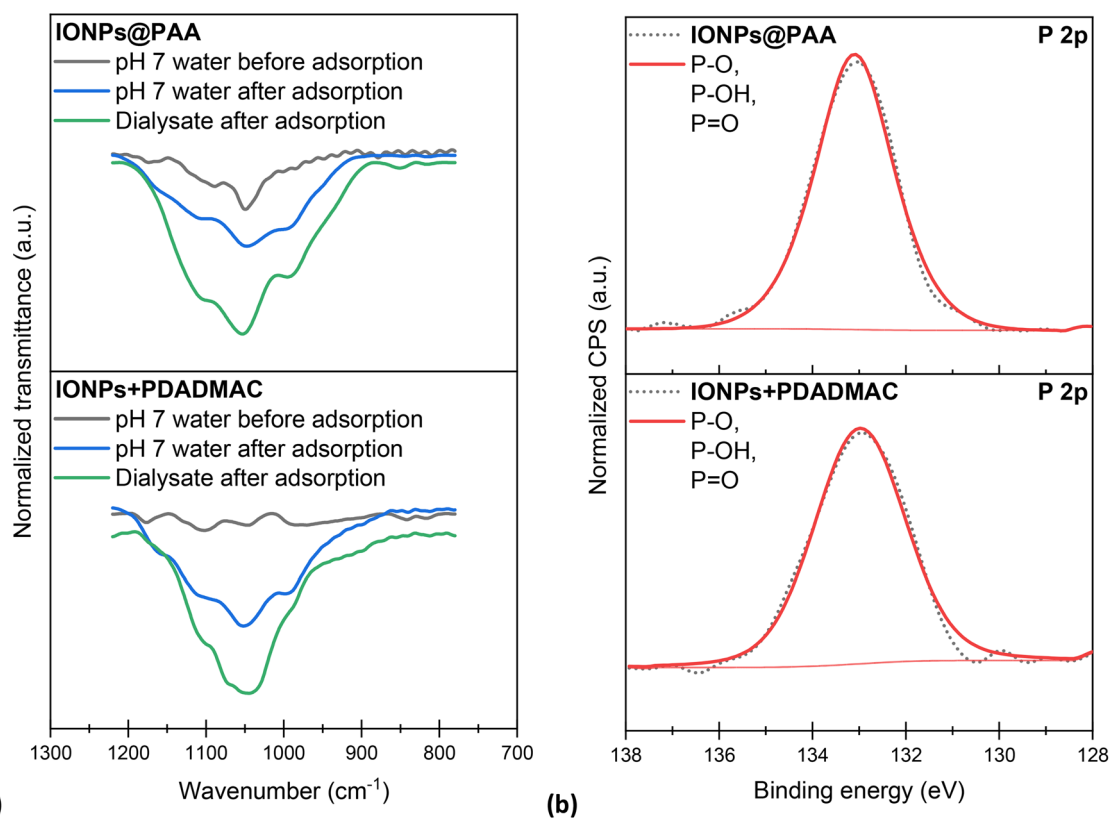 IONPs@PAA
pH 7 water before adsorption
pH 7 water after adsorption
Dialysate after adsorption
IONPs+PDADMAC
pH 7 water before adsorption
pH 7 water after adsorption
Dialysate after adsorption
Normalized transmittance (a.u.)
1300 1200 1100 1000 900 800 700
Wavenumber (cm⁻¹)
)
IONPs@PAA P 2p
P-O,
P-OH,
P=O
IONPs+PDADMAC P 2p
P-O,
P-OH,
P=O
Normalized CPS (a.u.)
138 136 134 132 130 128
Binding energy (eV)
(b)